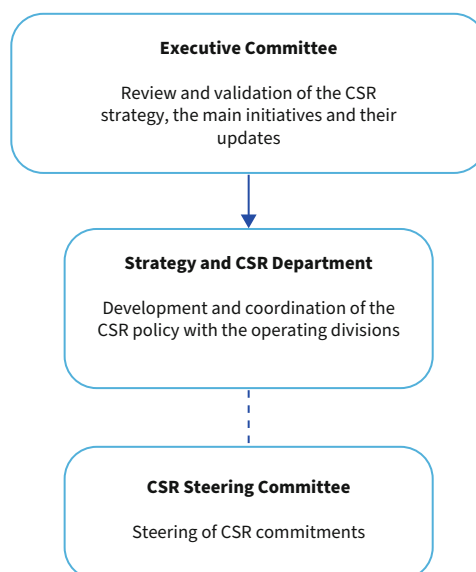 Executive Committee
Review and validation of the CSR
strategy, the main initiatives and their
updates
Strategy and CSR Department
Development and coordination of the
CSR policy with the operating divisions
CSR Steering Committee
Steering of CSR commitments